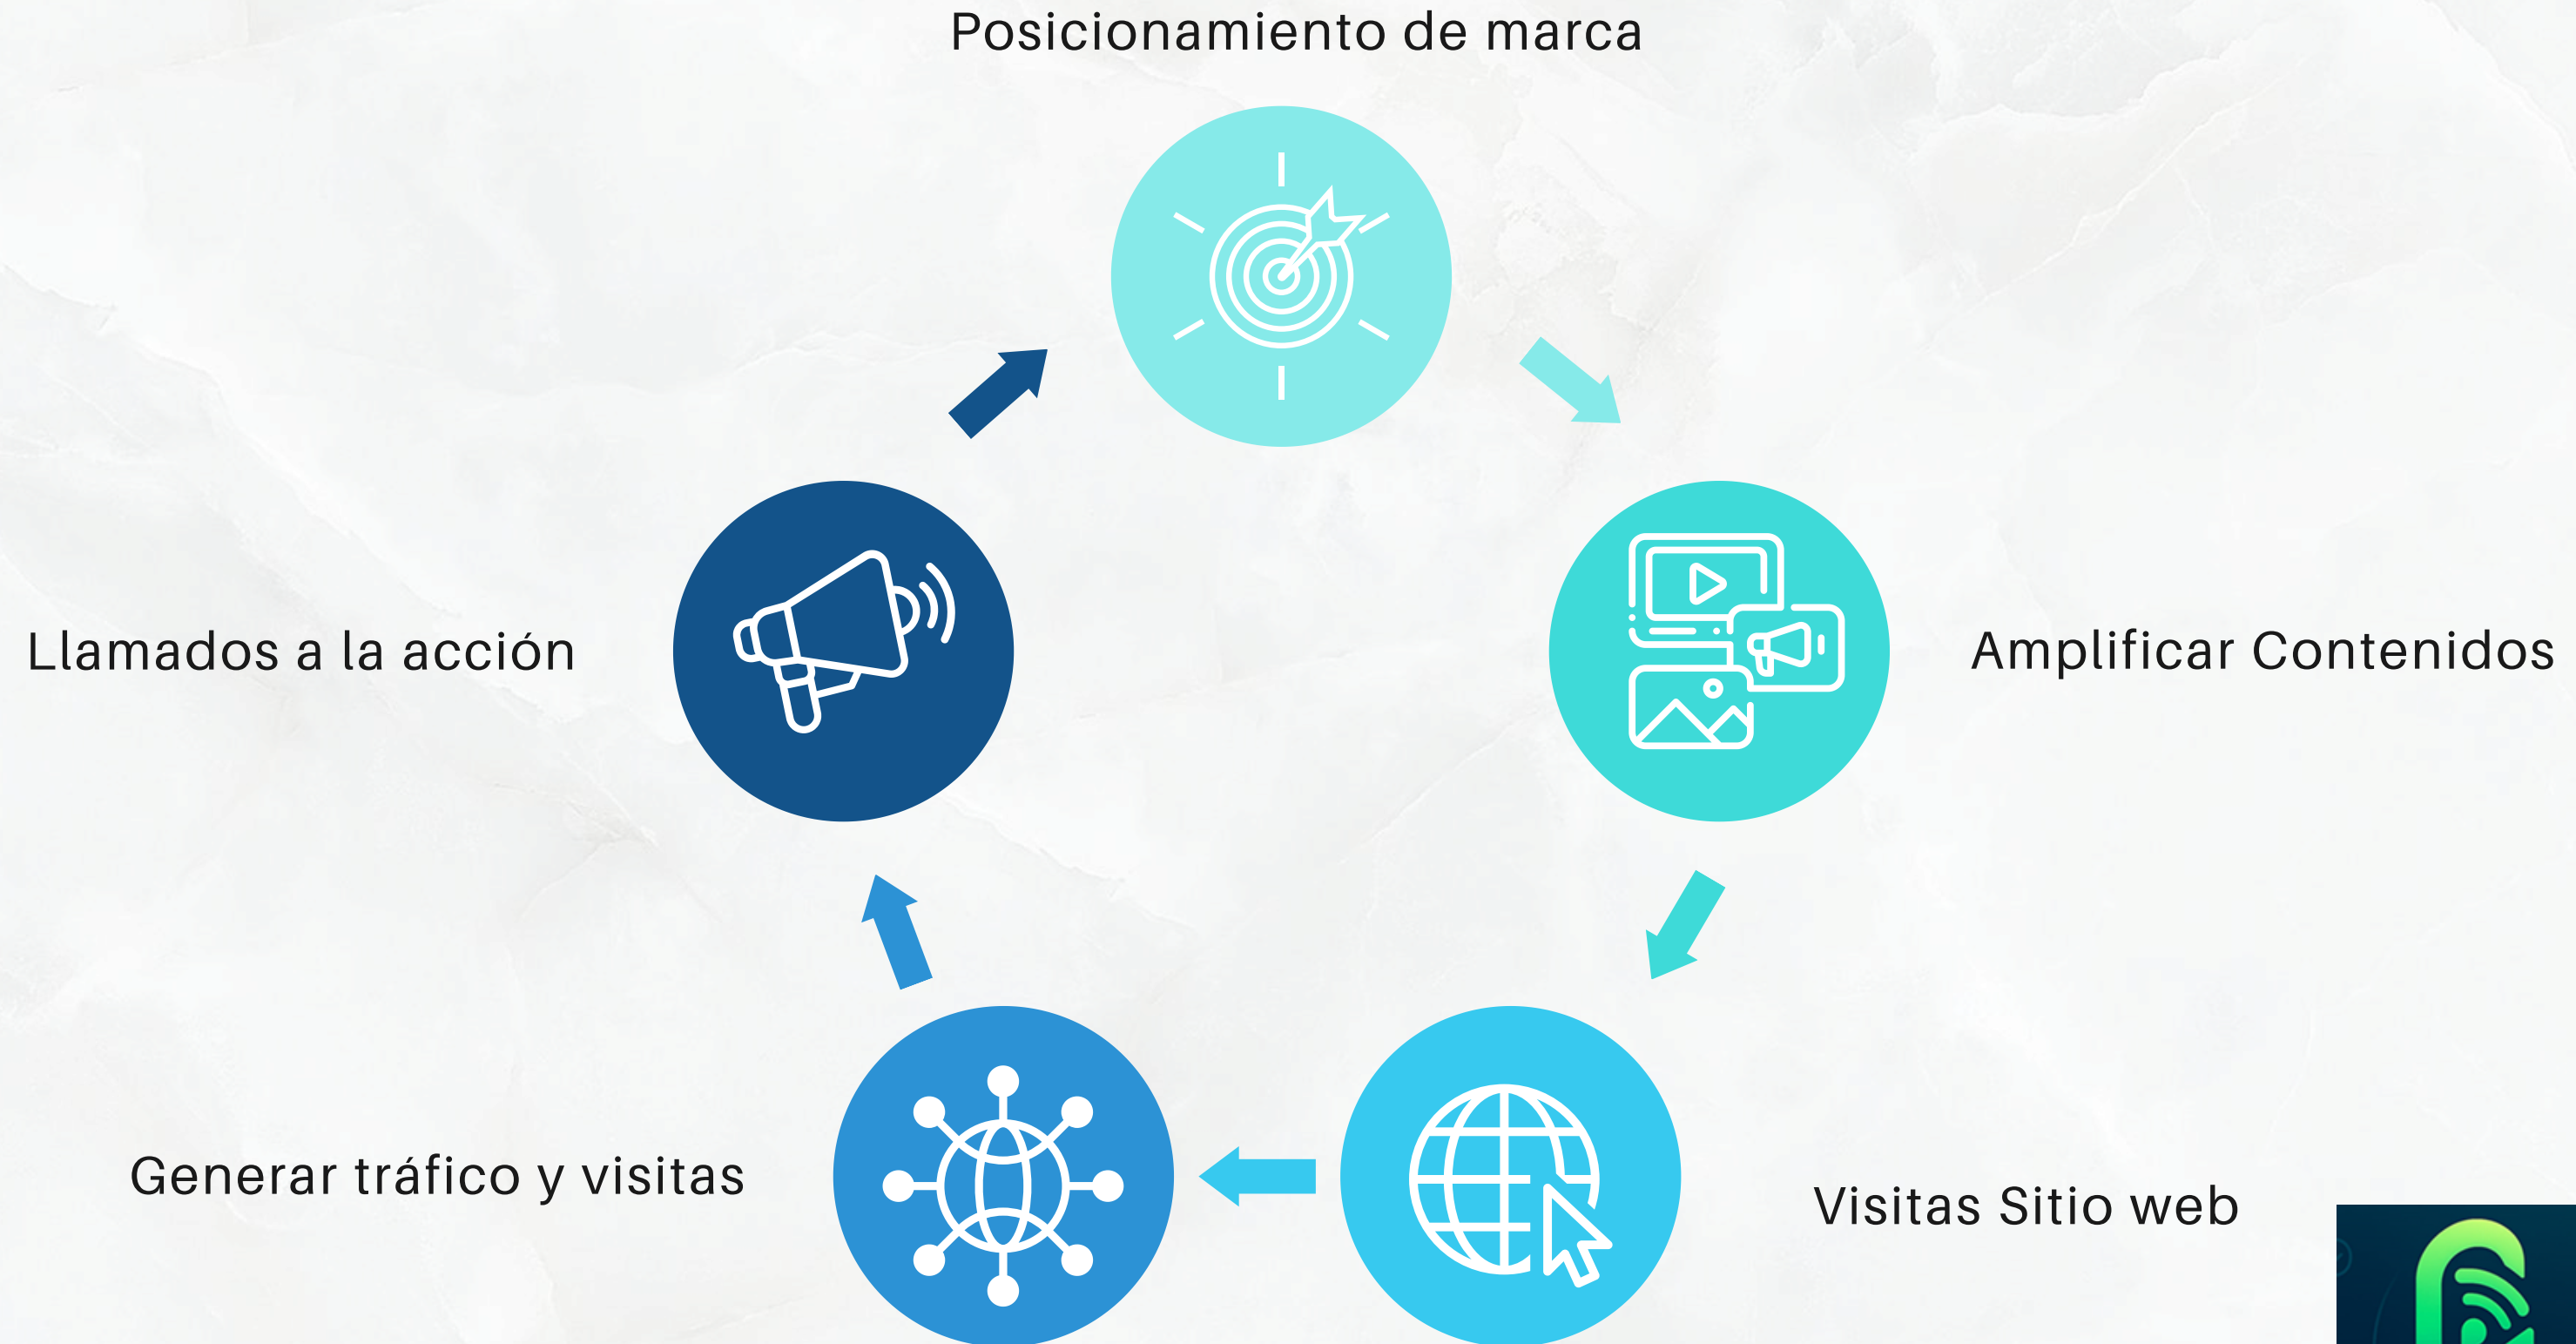 Posicionamiento de marca
Llamados a la acción
Amplificar Contenidos
Generar tráfico y visitas
Visitas Sitio web